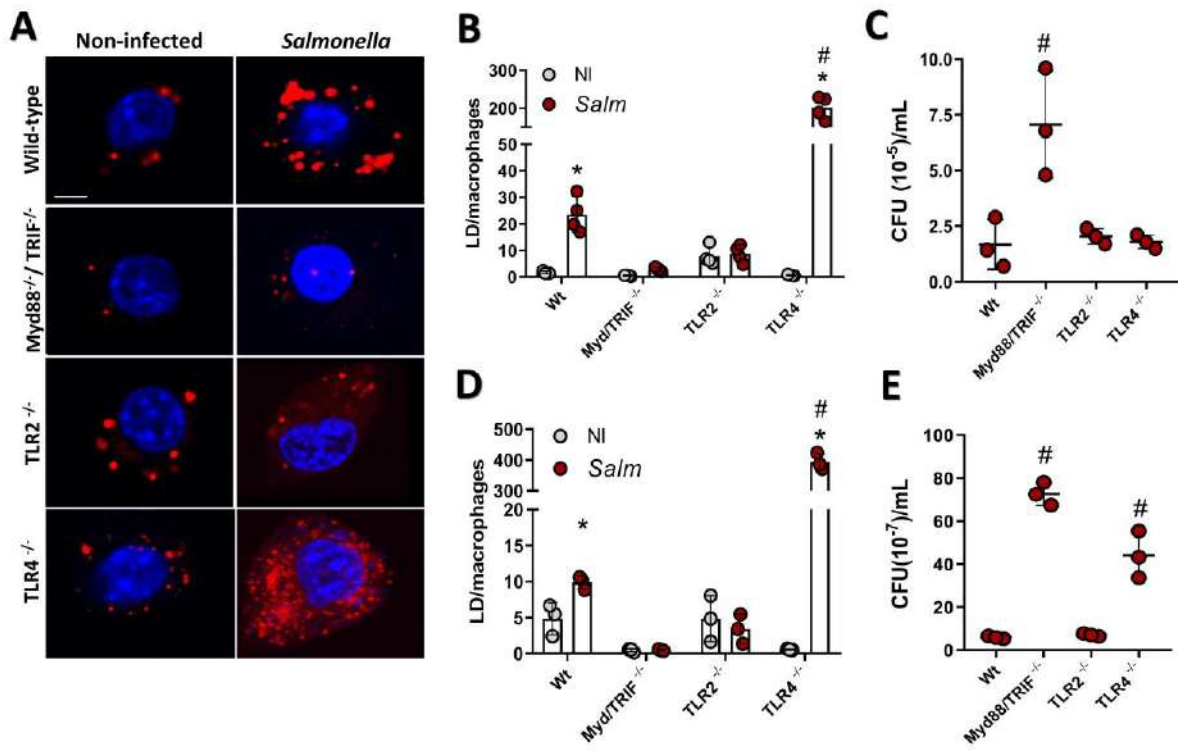 A
Non-infected
Salmonella
Wild-type
Myd88-/-/ TRIF-/-
TLR2 -/-
TLR4 -/-
B
NI
Salm
LD/macrophages
300
200
100
50
40
30
20
10
0
*
#
*
Wt
Myd/TRIF -/-
TLR2 -/-
TLR4 -/-
C
CFU (10-5)/mL
10.0
7.5
5.0
2.5
0.0
#
Wt
Myd88/TRIF -/-
TLR2 -/-
TLR4 -/-
D
NI
Salm
LD/macrophages
500
400
300
20
15
10
5
0
*
#
*
Wt
Myd/TRIF -/-
TLR2 -/-
TLR4 -/-
E
CFU(10-7)/mL
100
80
60
40
20
0
#
#
Wt
Myd88/TRIF -/-
TLR2 -/-
TLR4 -/-